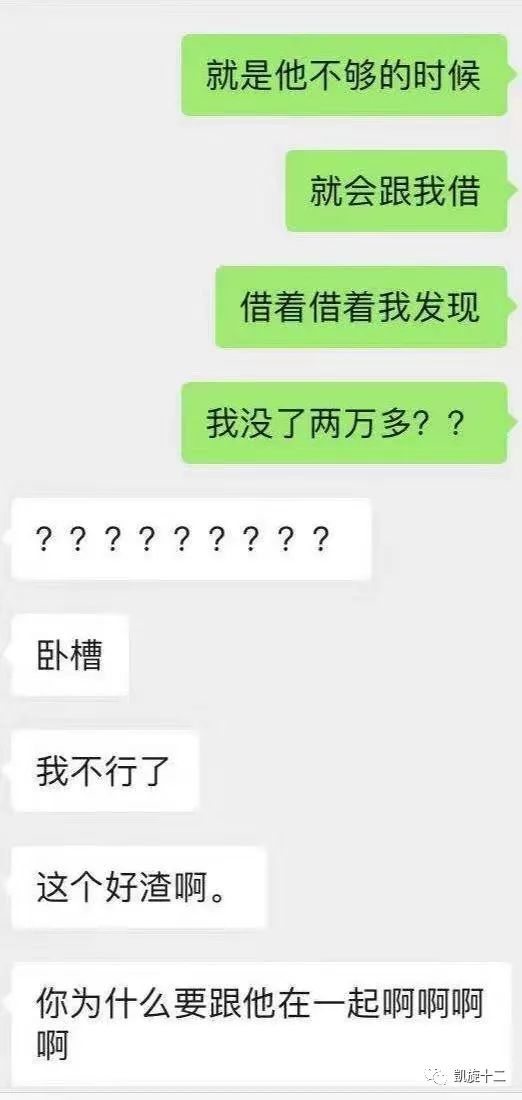 就是他不够的时候
就会跟我借
借着借着我发现
我没了两万多？？
？？？？？？？？？
卧槽
我不行了
这个好渣啊。
你为什么要跟他在一起啊啊啊
啊
凯旋十二